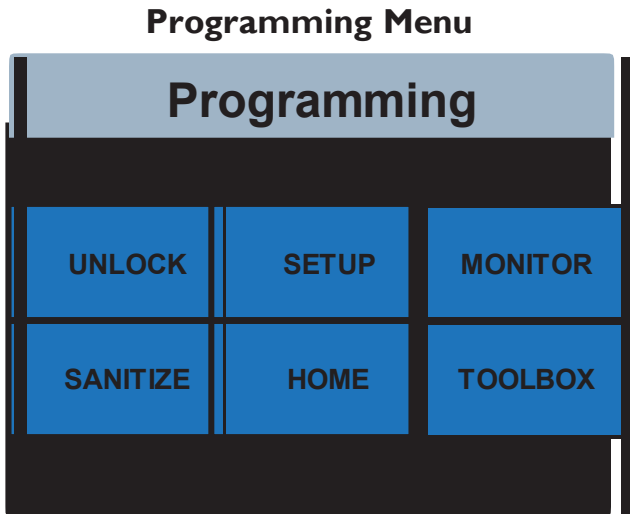 Programming Menu
Programming
UNLOCK SETUP MONITOR
SANITIZE HOME TOOLBOX